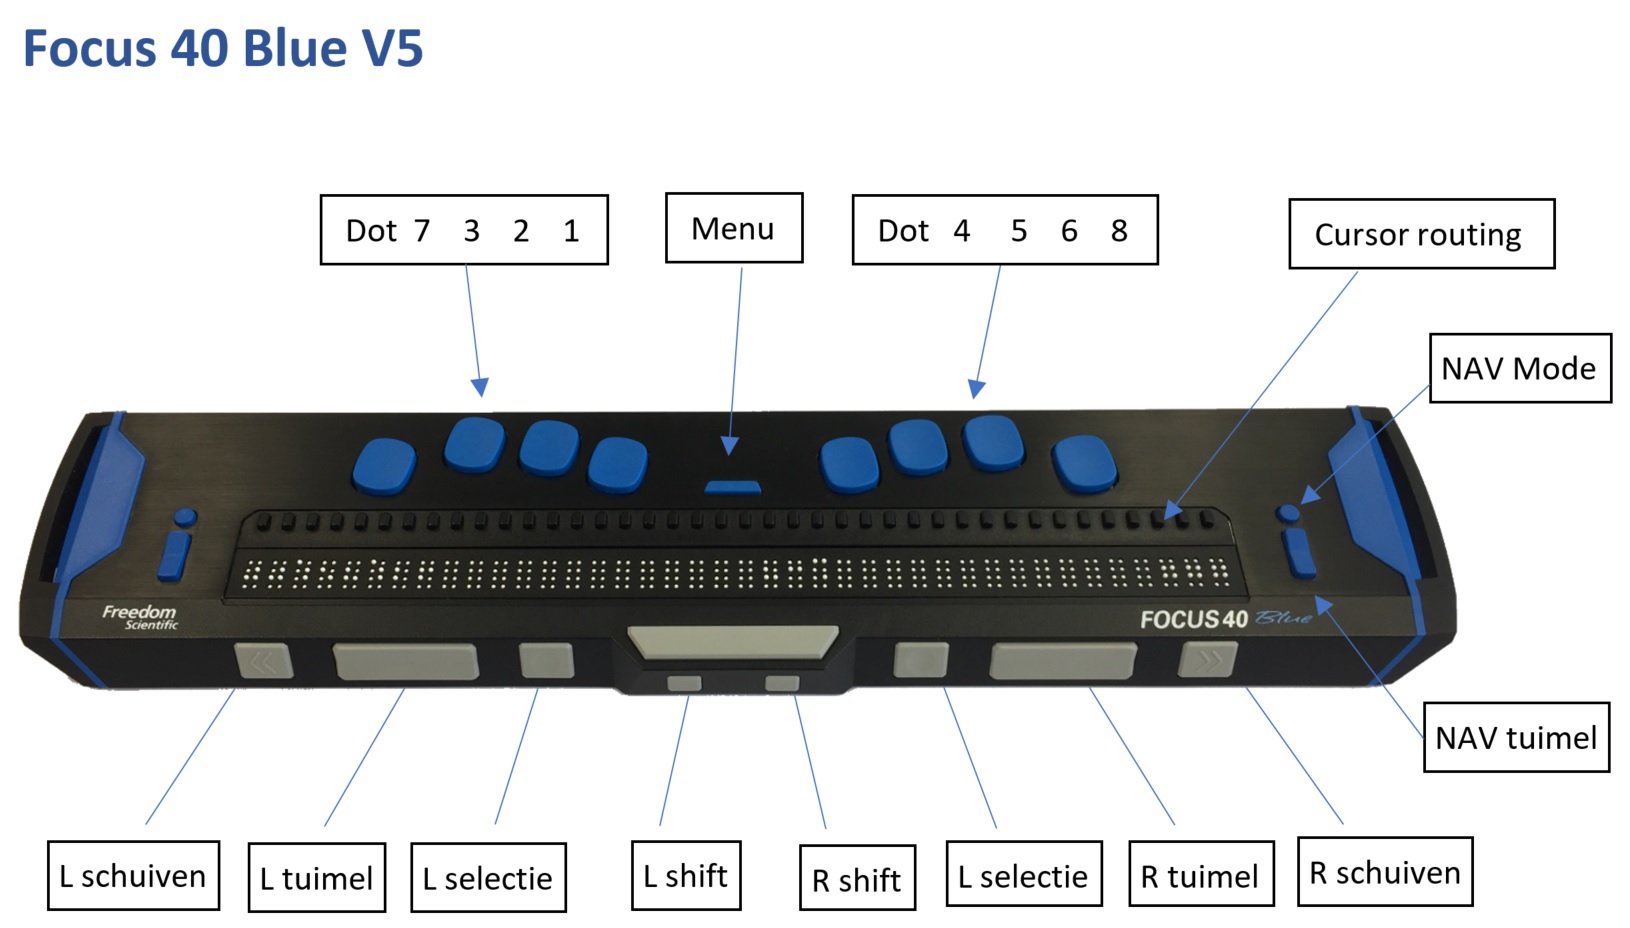 Focus 40 Blue V5
Dot 7 3 2 1
Menu
Dot 4 5 6 8
Cursor routing
NAV Mode
Freedom
Scientific
FOCUS 40 Blue
NAV tuimel
L schuiven
L tuimel
L selectie
L shift
R shift
L selectie
R tuimel
R schuiven